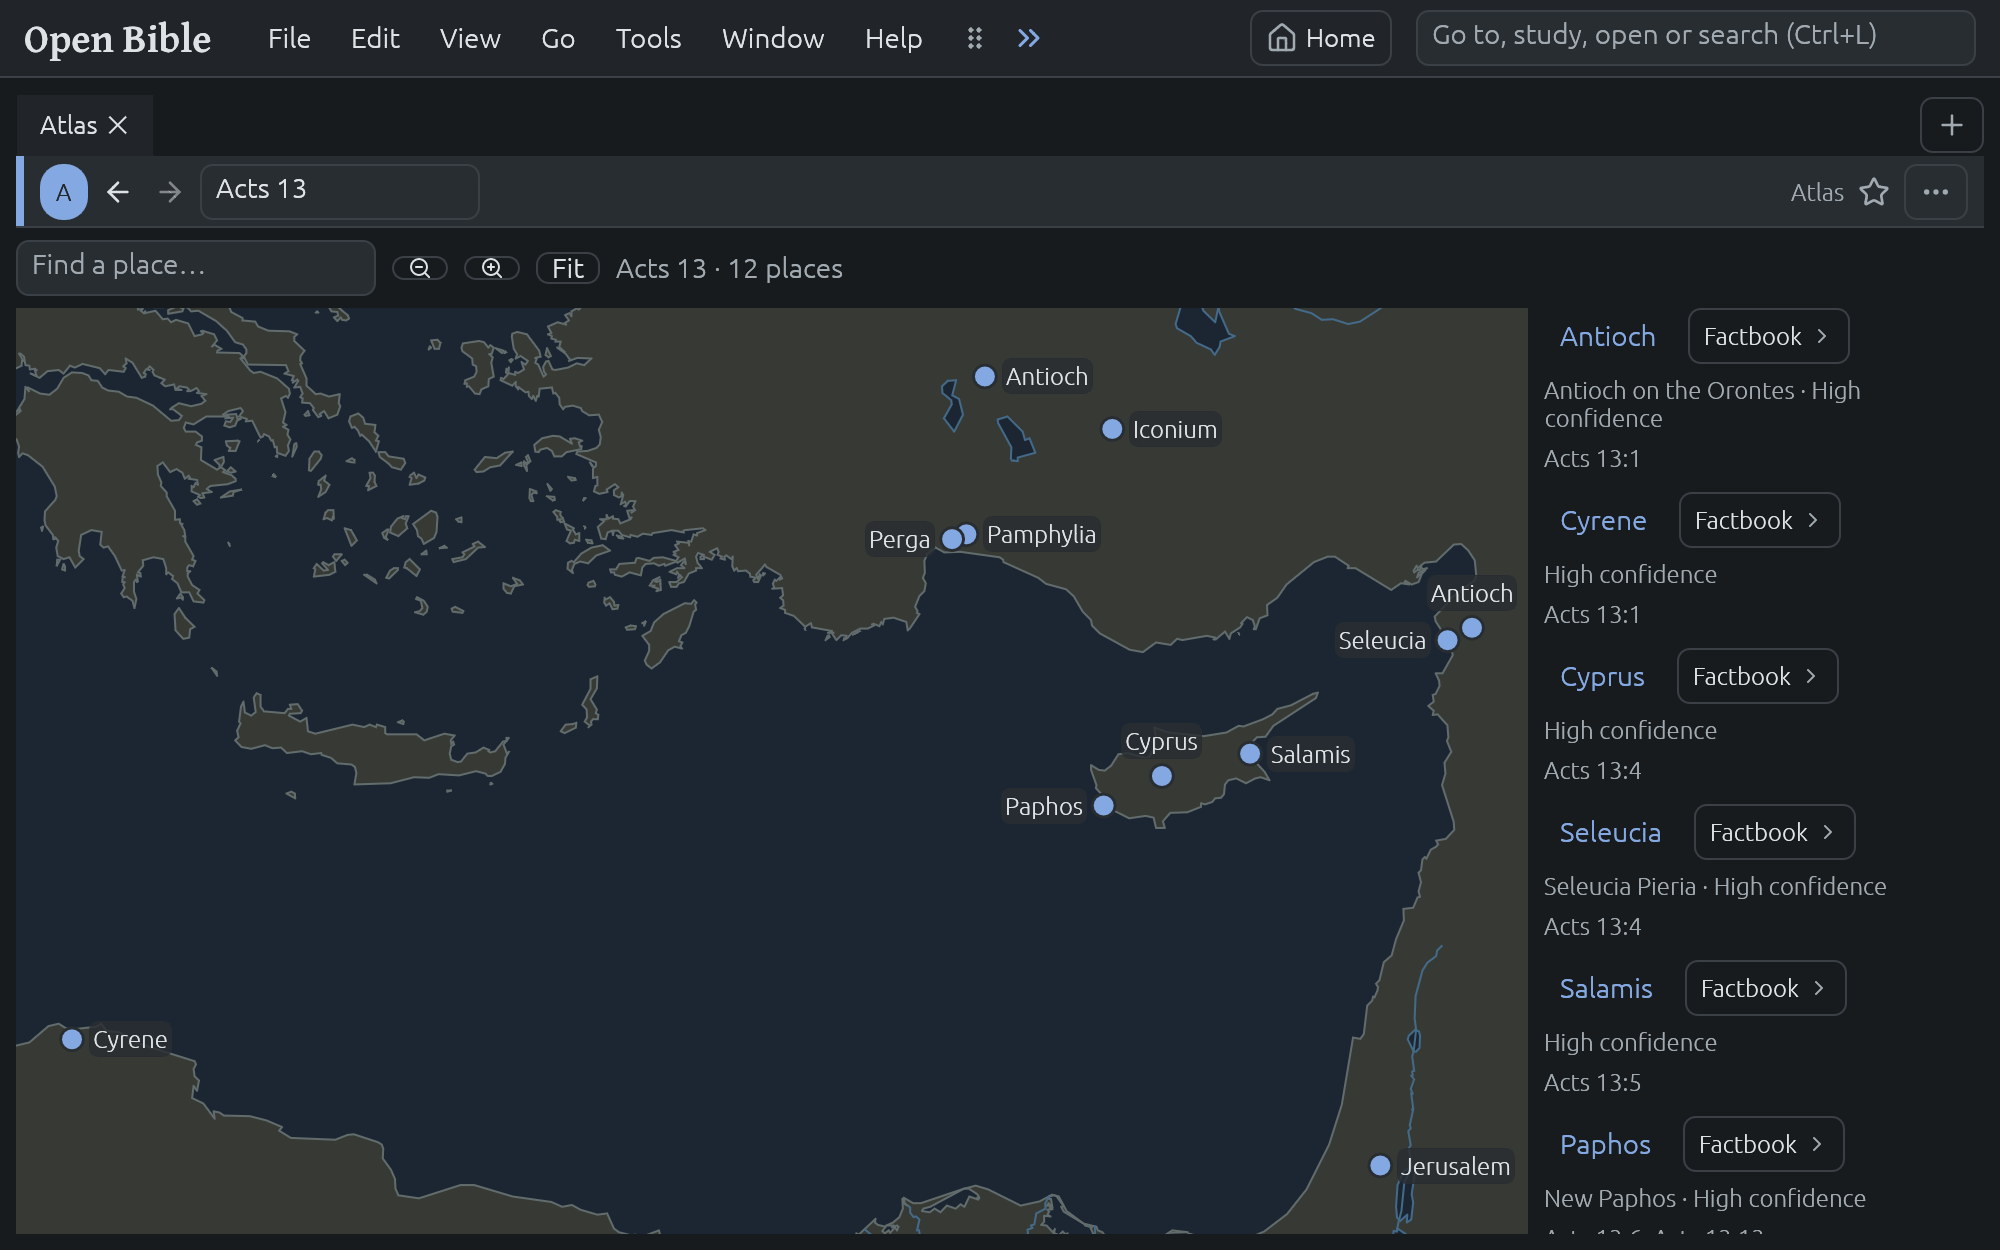 Open Bible File Edit View Go Tools Window Help Home Go to, study, open or search (Ctrl+L)
Atlas
A Acts 13 Atlas
Find a place… Fit Acts 13 · 12 places
Antioch
Iconium
Perga
Pamphylia
Antioch
Seleucia
Cyprus
Salamis
Paphos
Cyrene
Jerusalem
Antioch Factbook
Antioch on the Orontes · High
confidence
Acts 13:1
Cyrene Factbook
High confidence
Acts 13:1
Cyprus Factbook
High confidence
Acts 13:4
Seleucia Factbook
Seleucia Pieria · High confidence
Acts 13:4
Salamis Factbook
High confidence
Acts 13:5
Paphos Factbook
New Paphos · High confidence